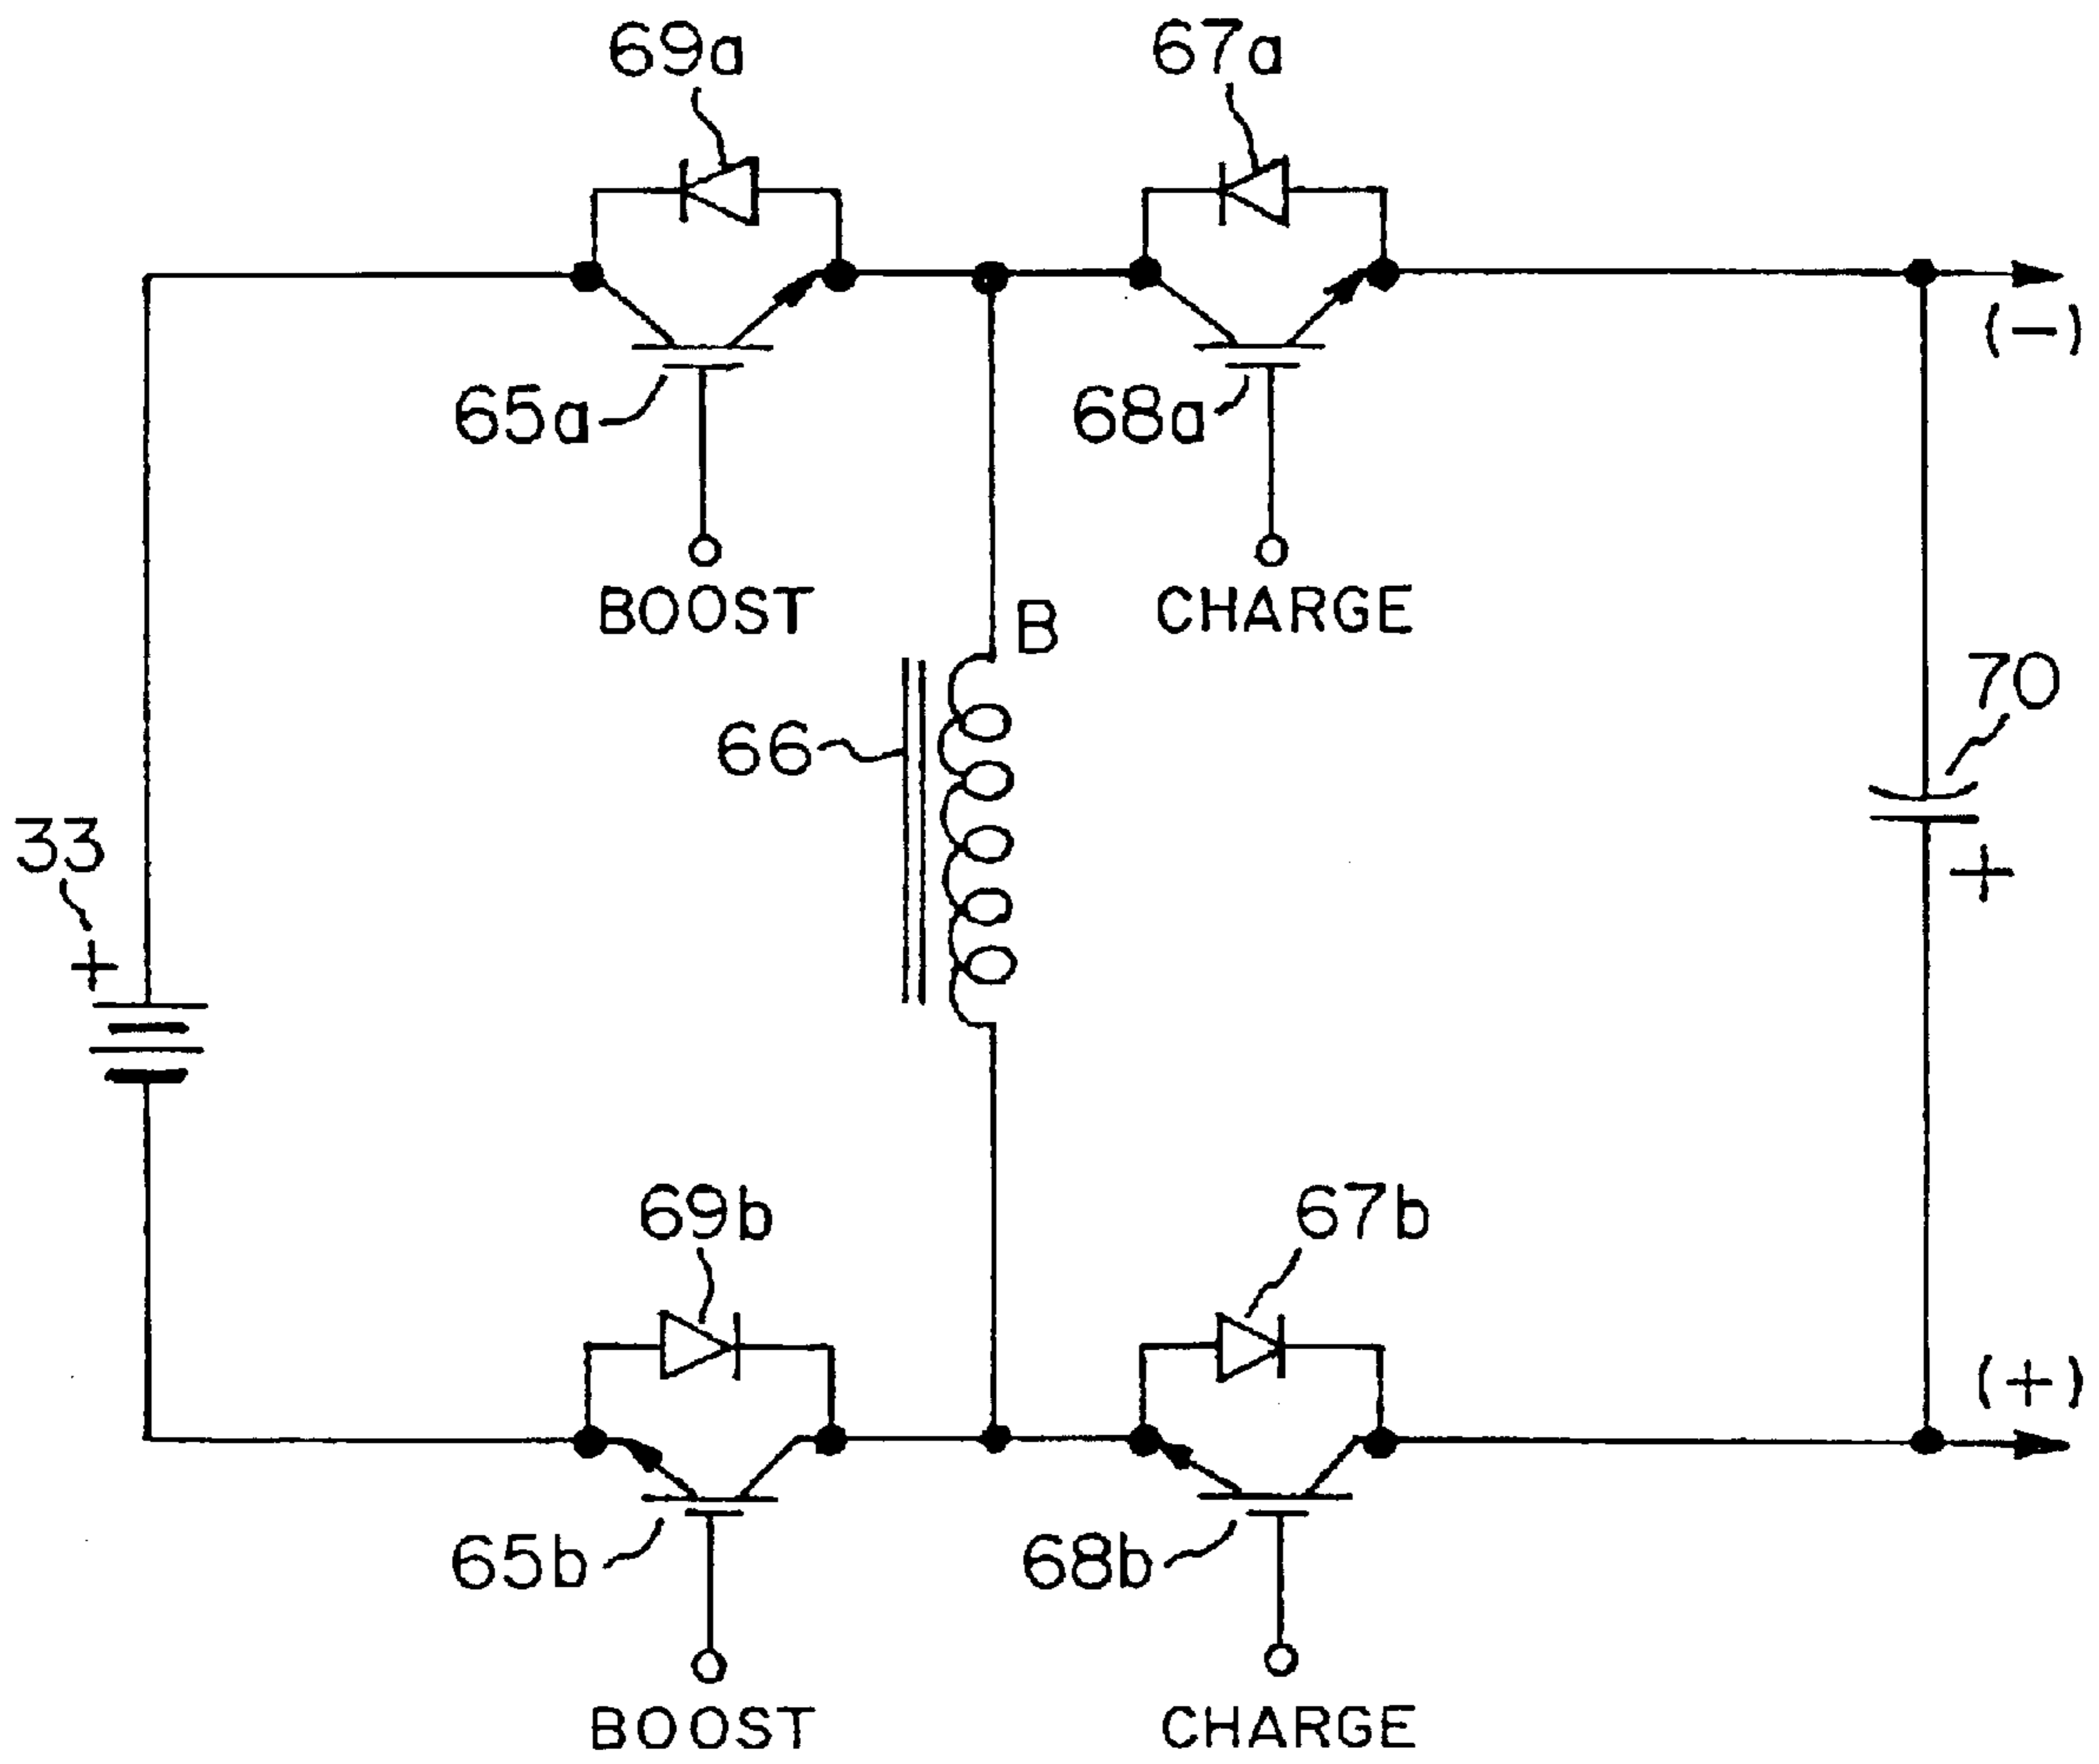 69a
67a
(-)
65a
68a
BOOST
CHARGE
B
66
70
33
+
+
69b
67b
(+)
65b
68b
BOOST
CHARGE